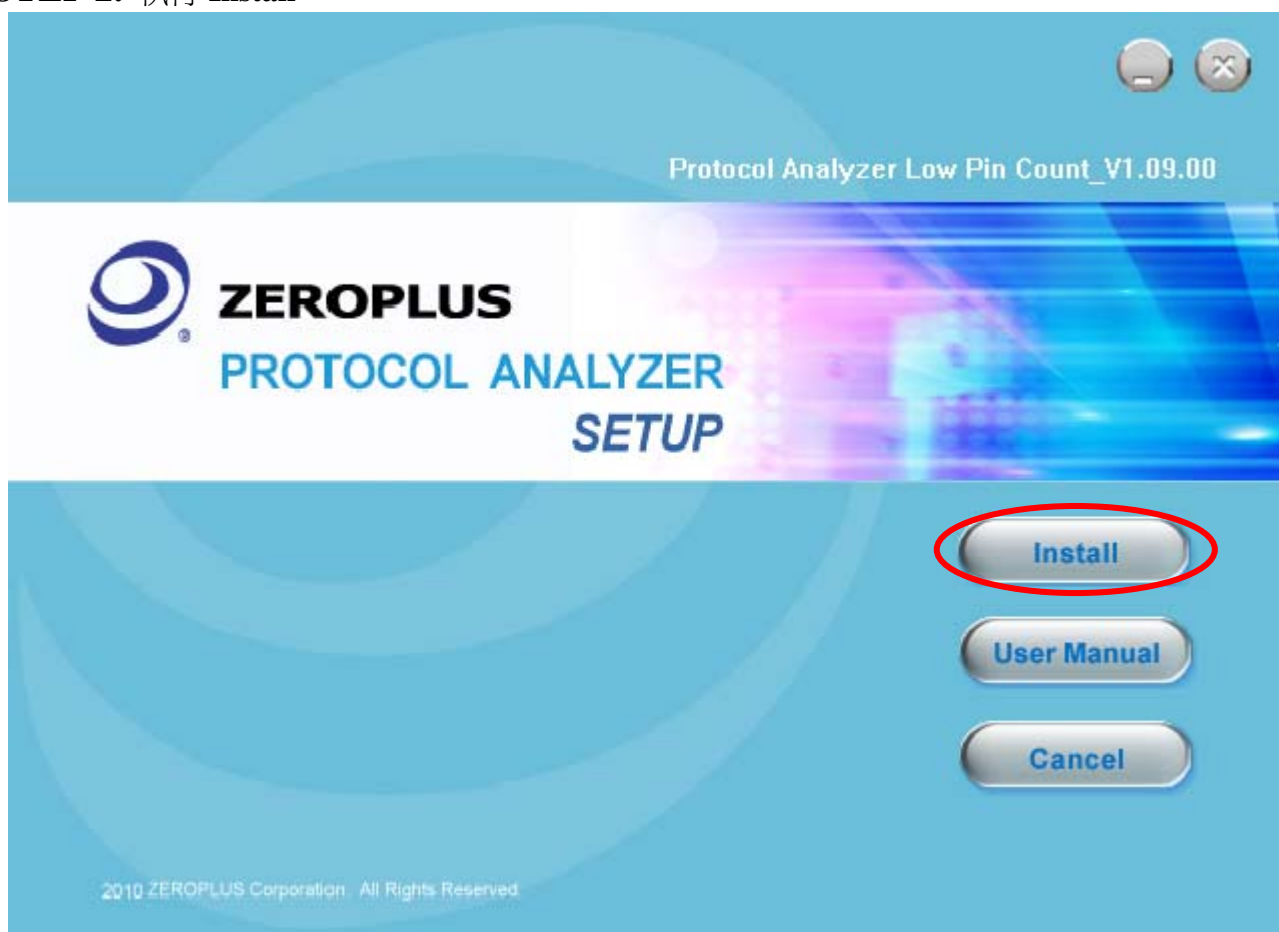 Install
Protocol Analyzer Low Pin Count_V1.09.00
ZEROPLUS
PROTOCOL ANALYZER
SETUP
Install
User Manual
Cancel
2010 ZEROPLUS Corporation. All Rights Reserved.